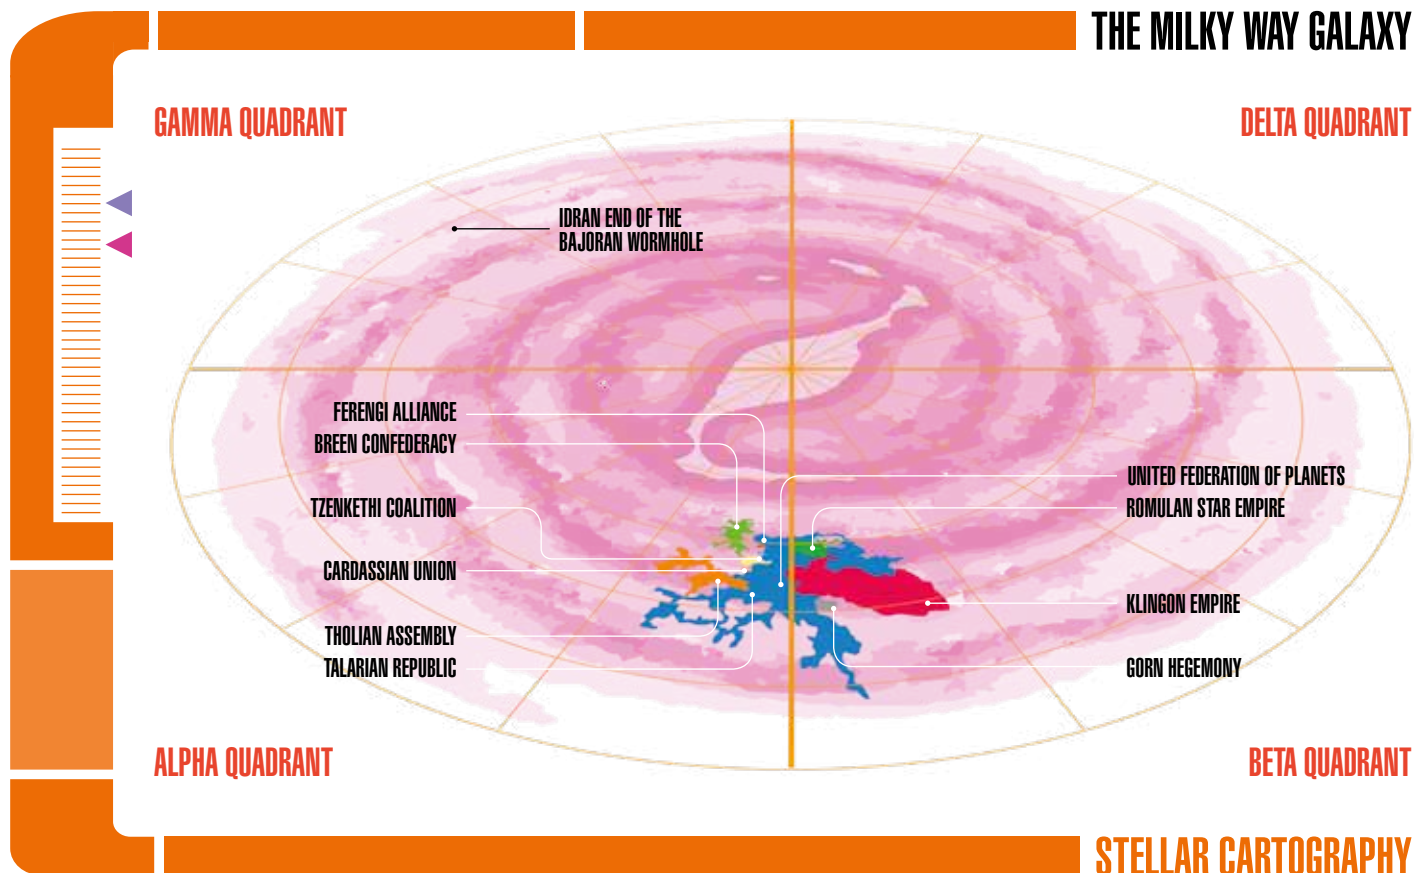 THE MILKY WAY GALAXY
GAMMA QUADRANT
DELTA QUADRANT
IDRAN END OF THE
BAJORAN WORMHOLE
FERENGI ALLIANCE
BREEN CONFEDERACY
TZENKETHI COALITION
CARDASSIAN UNION
THOLIAN ASSEMBLY
TALARIAN REPUBLIC
UNITED FEDERATION OF PLANETS
ROMULAN STAR EMPIRE
KLINGON EMPIRE
GORN HEGEMONY
ALPHA QUADRANT
BETA QUADRANT
STELLAR CARTOGRAPHY